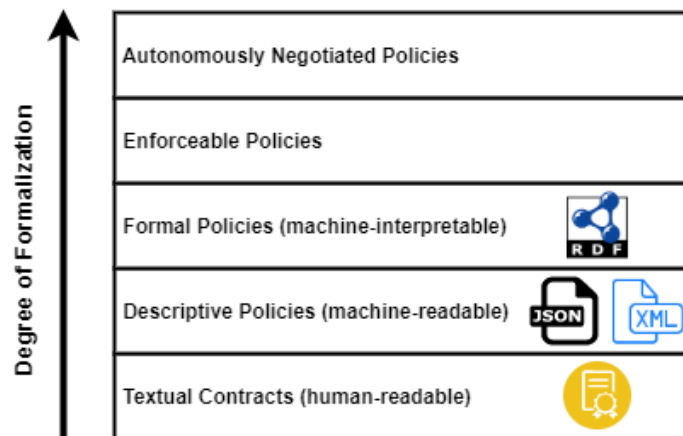 Degree of Formalization
Autonomously Negotiated Policies
Enforceable Policies
Formal Policies (machine-interpretable)
RDF
Descriptive Policies (machine-readable)
JSON
XML
Textual Contracts (human-readable)